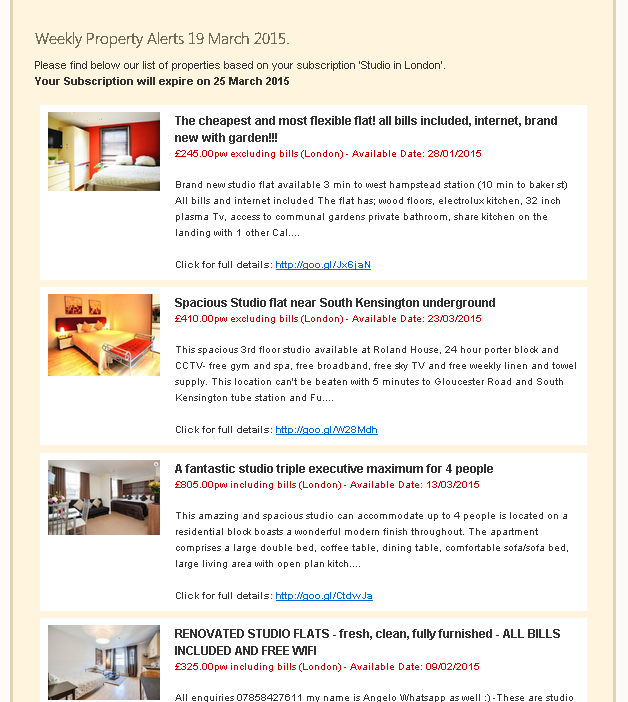 Weekly Property Alerts 19 March 2015.
Please find below our list of properties based on your subscription 'Studio in London'.
Your Subscription will expire on 25 March 2015
The cheapest and most flexible flat! all bills included, internet, brand
new with garden!!!
£245.00pw excluding bills (London) - Available Date: 28/01/2015
Brand new studio flat available 3 min to west hampstead station (10 min to baker st)
All bills and internet included The flat has; wood floors, electrolux kitchen, 32 inch
plasma Tv, access to communal gardens private bathroom, share kitchen on the
landing with 1 other Cal....
Click for full details: http://goo.gl/Jx6jaN
Spacious Studio flat near South Kensington underground
£410.00pw excluding bills (London) - Available Date: 23/03/2015
This spacious 3rd floor studio available at Roland House, 24 hour porter block and
CCTV- free gym and spa, free broadband, free sky TV and free weekly linen and towel
supply. This location can't be beaten with 5 minutes to Gloucester Road and South
Kensington tube station and Fu....
Click for full details: http://goo.gl/W28Mdh
A fantastic studio triple executive maximum for 4 people
£805.00pw including bills (London) - Available Date: 13/03/2015
This amazing and spacious studio can accommodate up to 4 people is located on a
residential block boasts a wonderful modern finish throughout. The apartment
comprises a large double bed, coffee table, dining table, comfortable sofa/sofa bed,
large living area with open plan kitch....
Click for full details: http://goo.gl/CtdvvJa
RENOVATED STUDIO FLATS - fresh, clean, fully furnished - ALL BILLS
INCLUDED AND FREE WIFI
£325.00pw including bills (London) - Available Date: 09/02/2015
All enquiries 07858427611 my name is Angelo Whatsapp as well :) -These are studio